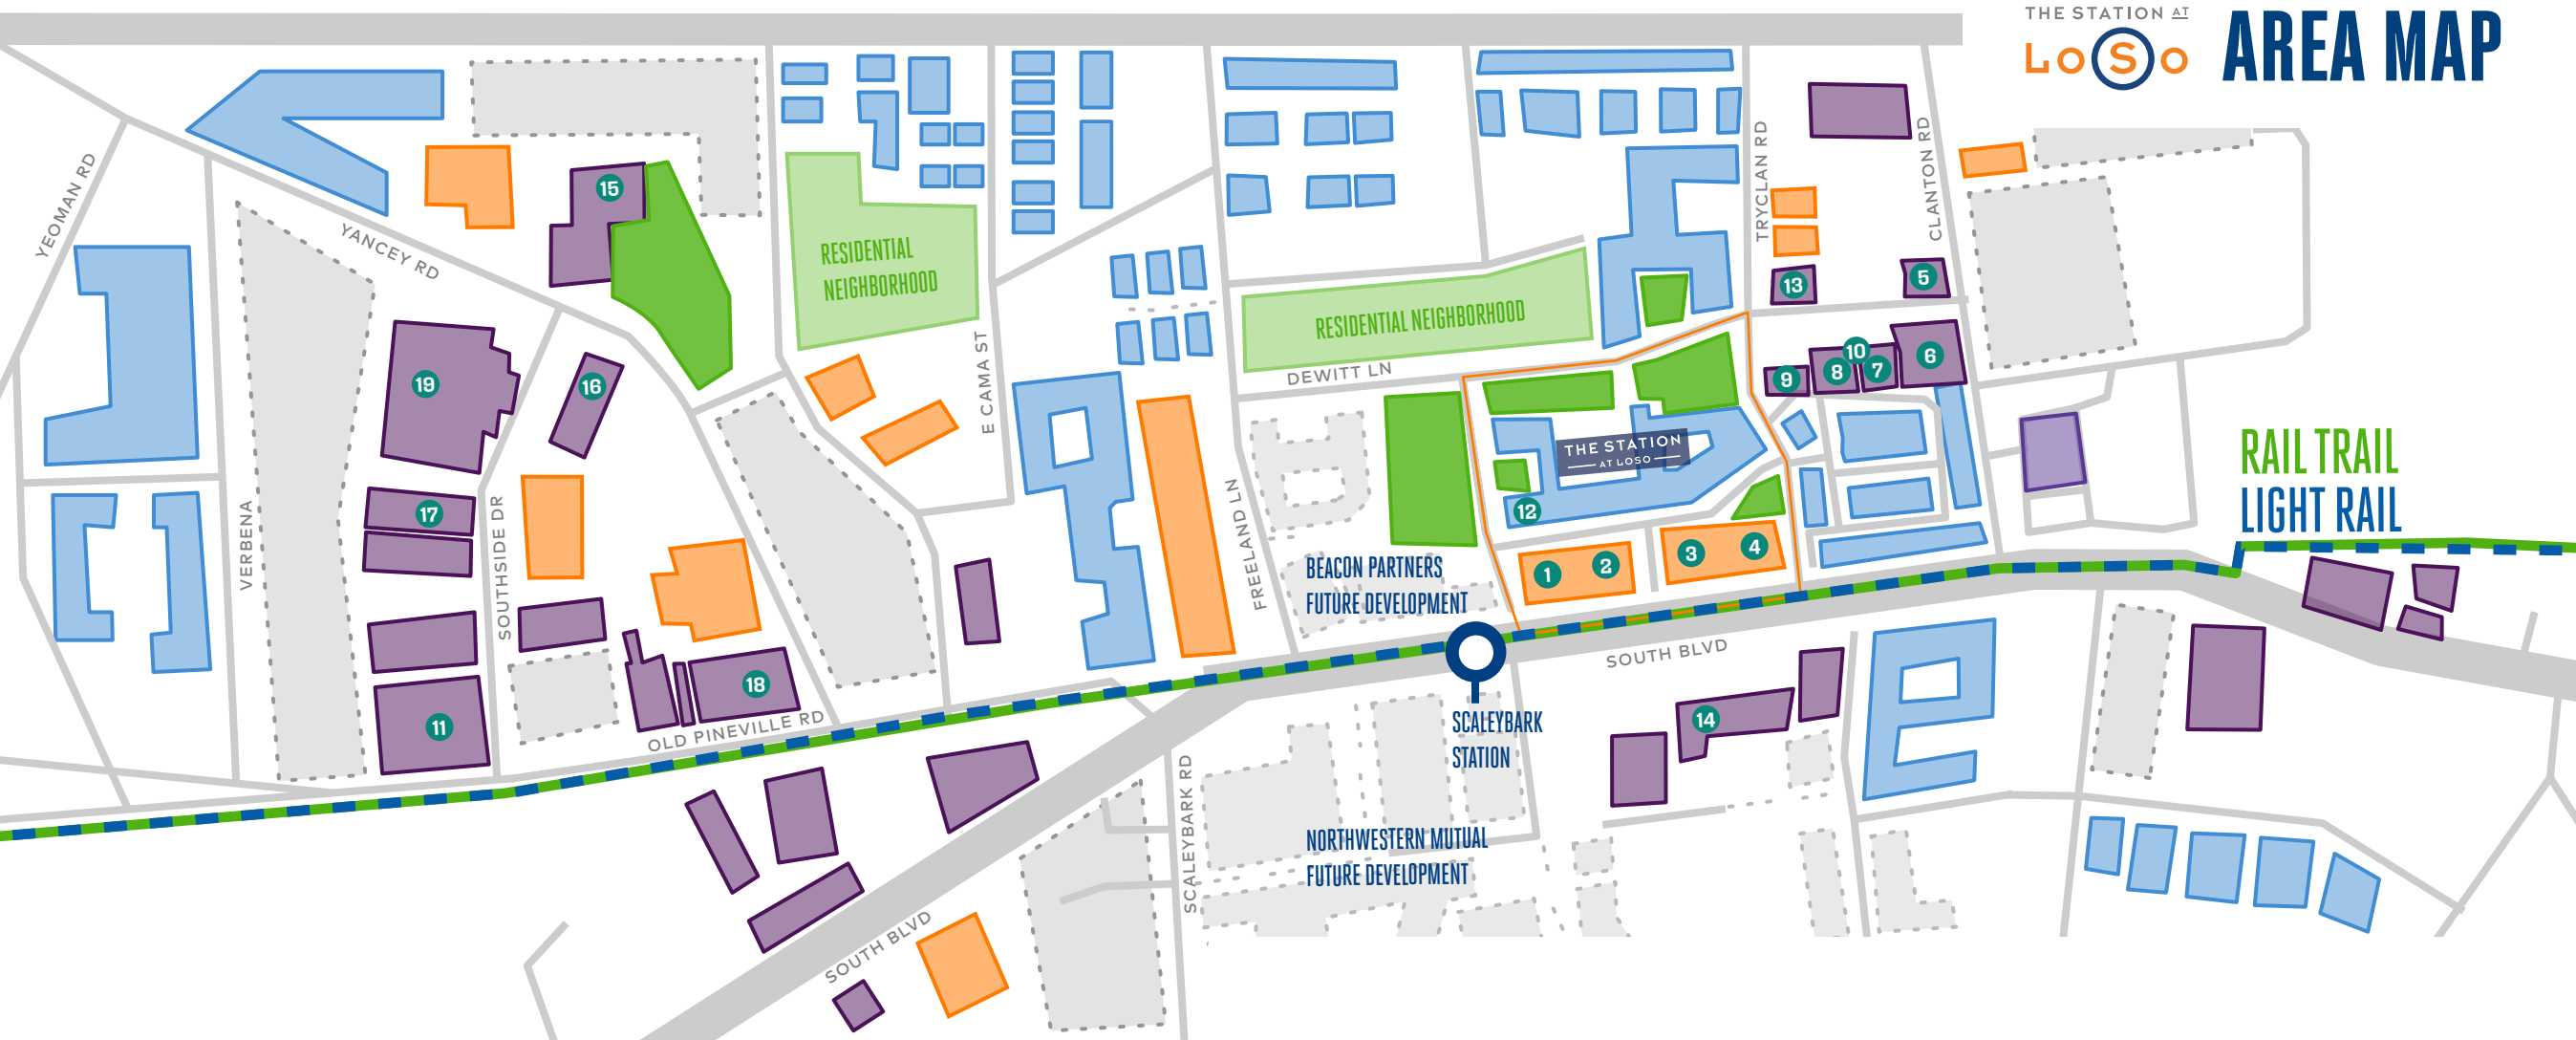 THE STATION AT
LoSo
AREA MAP
YEOMAN RD
YANCEY RD
15
RESIDENTIAL
NEIGHBORHOOD
E CAMA ST
RESIDENTIAL NEIGHBORHOOD
DEWITT LN
TRYCLAN RD
CLANTON RD
13
5
10
9
8
7
6
19
16
17
VERBENA
SOUTHSIDE DR
FREELAND LN
THE STATION
AT LOSO
12
1
2
3
4
RAIL TRAIL
LIGHT RAIL
BEACON PARTNERS
FUTURE DEVELOPMENT
SOUTH BLVD
SCALEYBARK
STATION
14
18
11
OLD PINEVILLE RD
SCALEYBARK RD
NORTHWESTERN MUTUAL
FUTURE DEVELOPMENT
SOUTH BLVD